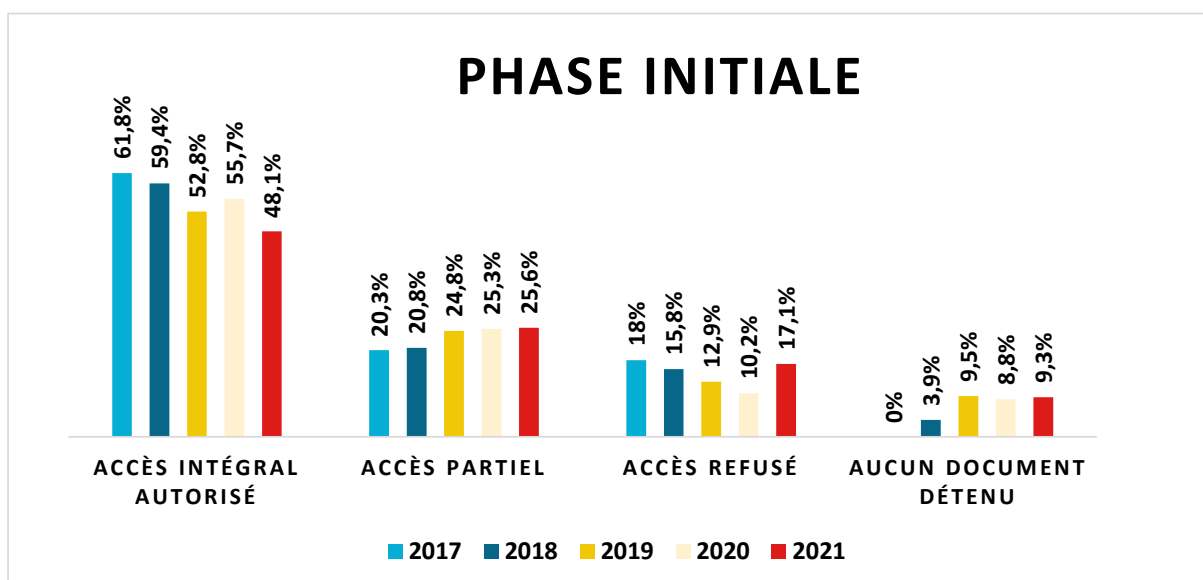 PHASE INITIALE
61,8%
59,4%
52,8%
55,7%
48,1%
20,3%
20,8%
24,8%
25,3%
25,6%
18%
15,8%
12,9%
10,2%
17,1%
0%
3,9%
9,5%
8,8%
9,3%
ACCÈS INTÉGRAL
AUTORISÉ
ACCÈS PARTIEL
ACCÈS REFUSÉ
AUCUN DOCUMENT
DÉTENU
2017 2018 2019 2020 2021